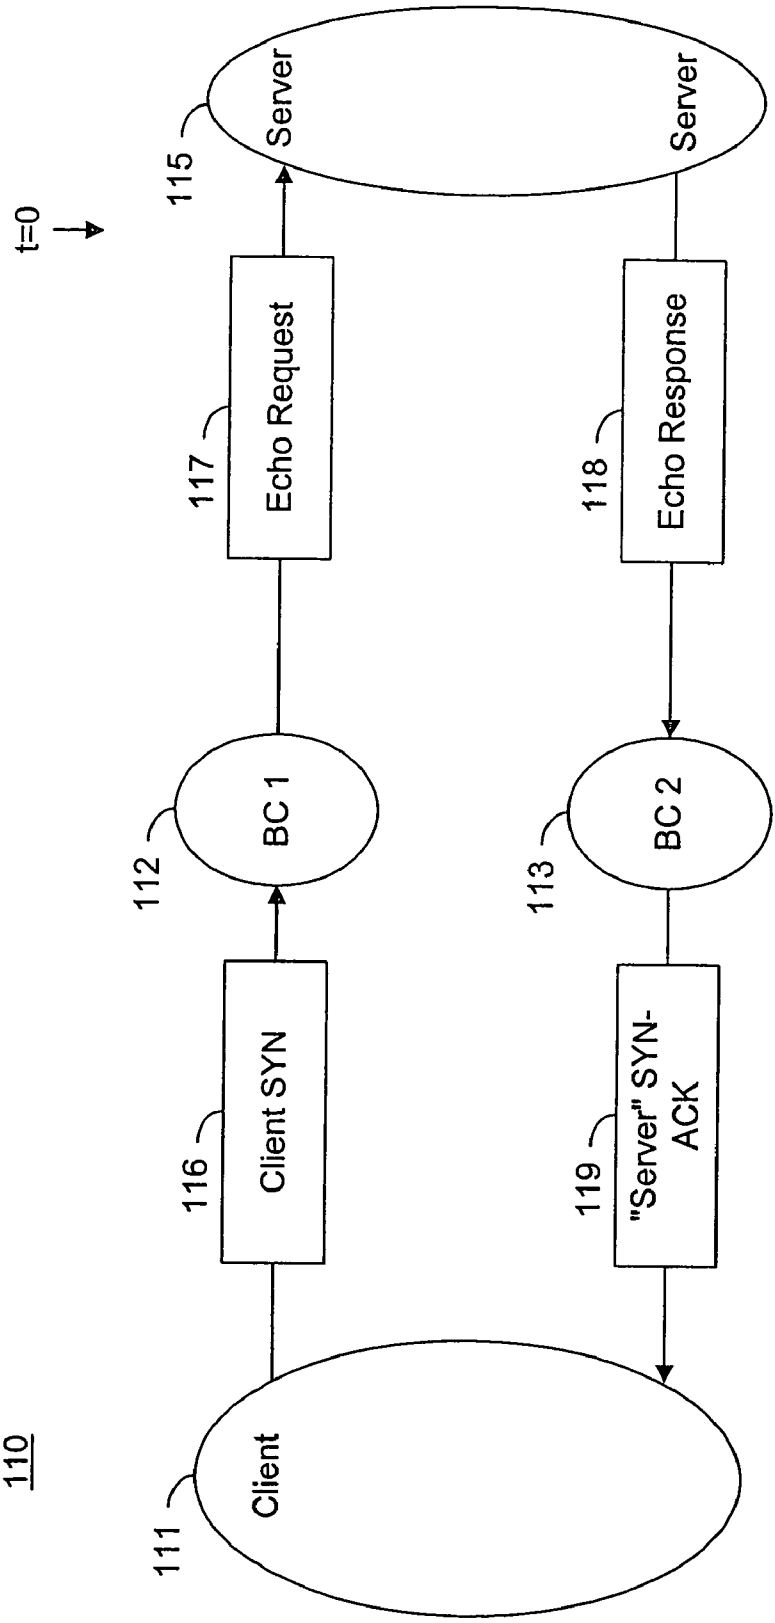 110
t=0
111
Client
116
Client SYN
112
BC 1
117
Echo Request
115
Server
119
"Server" SYN-
ACK
113
BC 2
118
Echo Response
Server